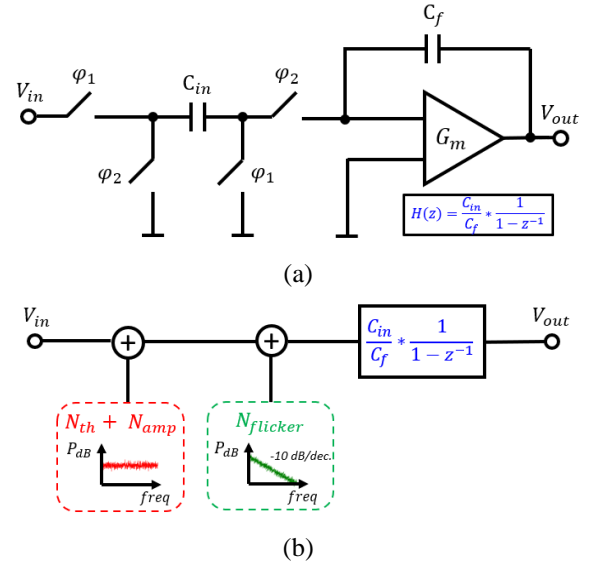 C_f
φ_1 C_in φ_2
V_in V_out
G_m
φ_2 φ_1
H(z) = C_in/C_f * 1/(1 − z^−1)
(a)
V_in V_out
+ +
C_in/C_f * 1/(1 − z^−1)
N_th + N_amp N_flicker
P_dB P_dB -10 dB/dec.
freq freq
(b)